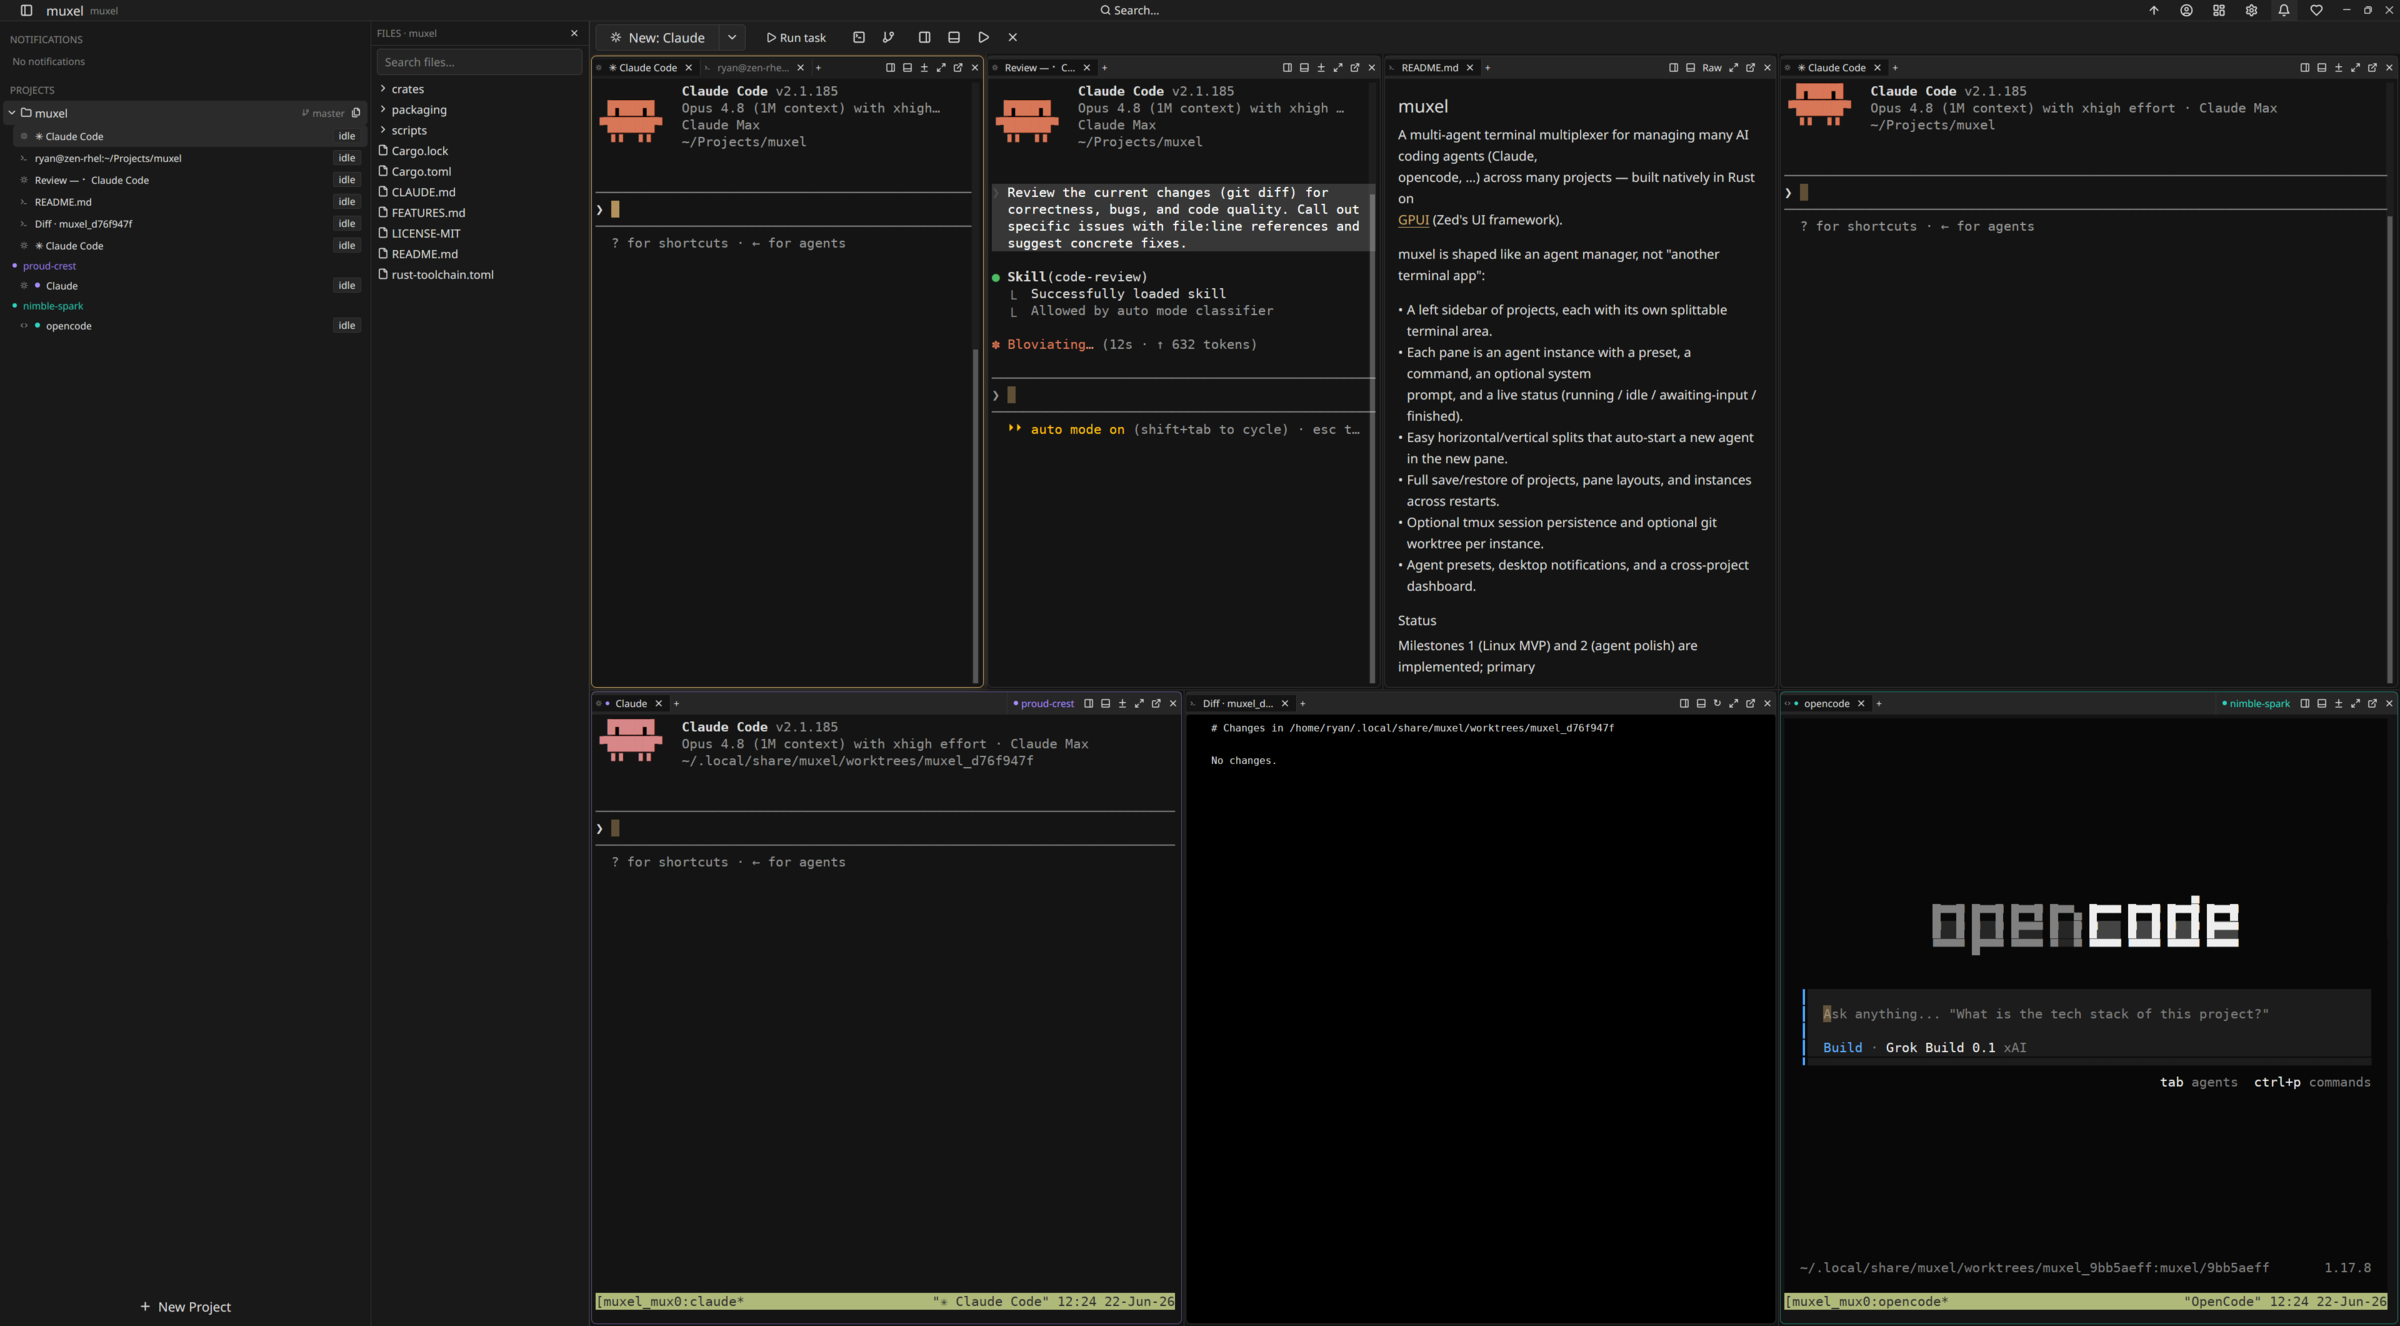 muxel muxel
Search...
NOTIFICATIONS
No notifications
PROJECTS
muxel master
✳ Claude Code idle
ryan@zen-rhel:~/Projects/muxel idle
Review — · Claude Code idle
README.md idle
Diff · muxel_d76f947f idle
✳ Claude Code idle
proud-crest
Claude idle
nimble-spark
opencode idle
+ New Project
FILES · muxel
Search files...
crates
packaging
scripts
Cargo.lock
Cargo.toml
CLAUDE.md
FEATURES.md
LICENSE-MIT
README.md
rust-toolchain.toml
New: Claude
Run task
✳ Claude Code
ryan@zen-rhe...
Claude Code v2.1.185
Opus 4.8 (1M context) with xhigh…
Claude Max
~/Projects/muxel
❯
? for shortcuts · ← for agents
Review — · C...
Claude Code v2.1.185
Opus 4.8 (1M context) with xhigh …
Claude Max
~/Projects/muxel
❯ Review the current changes (git diff) for
correctness, bugs, and code quality. Call out
specific issues with file:line references and
suggest concrete fixes.
● Skill(code-review)
Successfully loaded skill
Allowed by auto mode classifier
✽ Bloviating… (12s · ↑ 632 tokens)
❯
auto mode on (shift+tab to cycle) · esc t…
README.md
Raw
muxel
A multi-agent terminal multiplexer for managing many AI
coding agents (Claude,
opencode, ...) across many projects — built natively in Rust
on
GPUI (Zed's UI framework).
muxel is shaped like an agent manager, not "another
terminal app":
• A left sidebar of projects, each with its own splittable
terminal area.
• Each pane is an agent instance with a preset, a
command, an optional system
prompt, and a live status (running / idle / awaiting-input /
finished).
• Easy horizontal/vertical splits that auto-start a new agent
in the new pane.
• Full save/restore of projects, pane layouts, and instances
across restarts.
• Optional tmux session persistence and optional git
worktree per instance.
• Agent presets, desktop notifications, and a cross-project
dashboard.
Status
Milestones 1 (Linux MVP) and 2 (agent polish) are
implemented; primary
✳ Claude Code
Claude Code v2.1.185
Opus 4.8 (1M context) with xhigh effort · Claude Max
~/Projects/muxel
❯
? for shortcuts · ← for agents
Claude
proud-crest
Claude Code v2.1.185
Opus 4.8 (1M context) with xhigh effort · Claude Max
~/.local/share/muxel/worktrees/muxel_d76f947f
❯
? for shortcuts · ← for agents
[muxel_mux0:claude* "✳ Claude Code" 12:24 22-Jun-26
Diff · muxel_d...
# Changes in /home/ryan/.local/share/muxel/worktrees/muxel_d76f947f
No changes.
opencode
nimble-spark
opencode
Ask anything... "What is the tech stack of this project?"
Build · Grok Build 0.1 xAI
tab agents ctrl+p commands
~/.local/share/muxel/worktrees/muxel_9bb5aeff:muxel/9bb5aeff 1.17.8
[muxel_mux0:opencode* "OpenCode" 12:24 22-Jun-26